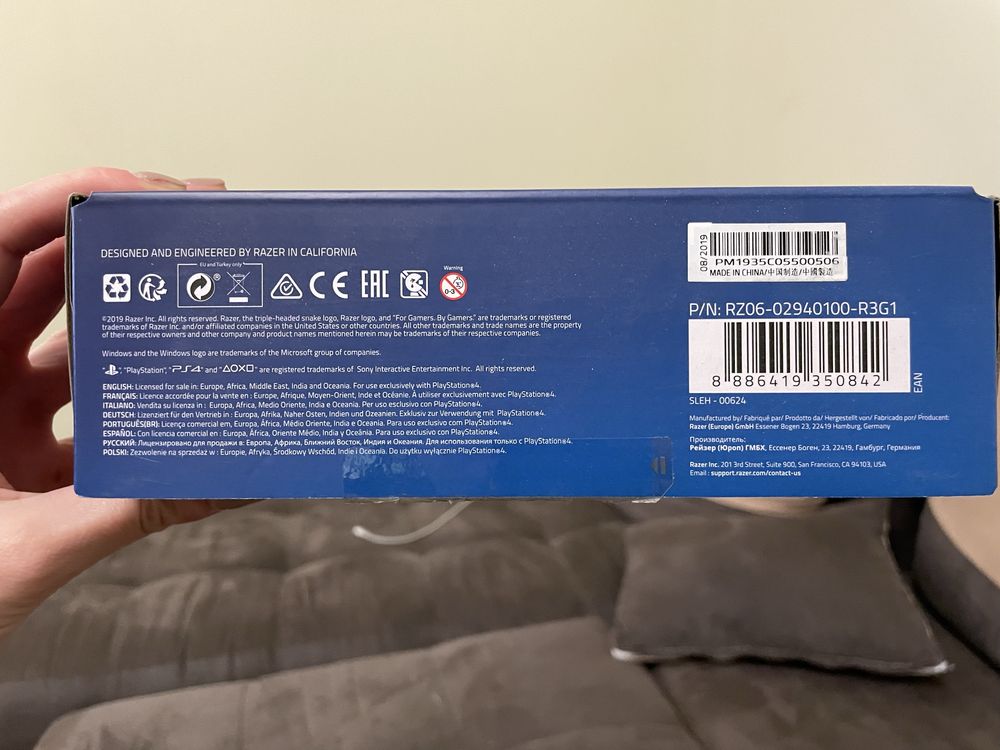 DESIGNED AND ENGINEERED BY RAZER IN CALIFORNIA
EU and Turkey only
®
CE
EAC
Warning
0-3
©2019 Razer Inc. All rights reserved. Razer, the triple-headed snake logo, Razer logo, and "For Gamers. By Gamers." are trademarks or registered
trademarks of Razer Inc. and/or affiliated companies in the United States or other countries. All other trademarks and trade names are the property
of their respective owners and other company and product names mentioned herein may be trademarks of their respective companies.
Windows and the Windows logo are trademarks of the Microsoft group of companies.
", "PlayStation", "PS4" and "△O✕□" are registered trademarks of Sony Interactive Entertainment Inc. All rights reserved.
ENGLISH: Licensed for sale in: Europe, Africa, Middle East, India and Oceania. For use exclusively with PlayStation®4.
FRANÇAIS: Licence accordée pour la vente en : Europe, Afrique, Moyen-Orient, Inde et Océanie. À utiliser exclusivement avec PlayStation®4.
ITALIANO: Vendita su licenza in : Europa, Africa, Medio Oriente, India e Oceania. Per uso esclusivo con PlayStation®4.
DEUTSCH: Lizenziert für den Vertrieb in : Europa, Afrika, Naher Osten, Indien und Ozeanien. Exklusiv zur Verwendung mit PlayStation®4.
PORTUGUÊS(BR): Licença comercial em : Europa, África, Oriente Médio, Índia e Oceania. Para uso exclusivo com PlayStation®4.
ESPAÑOL: Con licencia comercial en : Europa, África, Oriente Médio, India y Oceanía. Para uso exclusivo con PlayStation®4.
РУССКИЙ: Лицензировано для продажи в: Европа, Африка, Ближний Восток, Индия и Океания. Для использования только с PlayStation®4.
POLSKI: Zezwolenie na sprzedaż w : Europie, Afryka, Środkowy Wschód, Indie i Oceania. Do użytku wyłącznie PlayStation®4.
08/2019
PM1935C05500506
MADE IN CHINA/中国制造/中國製造
P/N: RZ06-02940100-R3G1
8 886419 350842
EAN
SLEH - 00624
Manufactured by/ Fabriqué par/ Prodotto da/ Hergestellt von/ Fabricado por/ Producent:
Razer (Europe) GmbH Essener Bogen 23, 22419 Hamburg, Germany
Производитель:
Рейзер (Юроп) ГМБХ, Ессенер Боген, 23, 22419, Гамбург, Германия
Razer Inc. 201 3rd Street, Suite 900, San Francisco, CA 94103, USA
Email : support.razer.com/contact-us